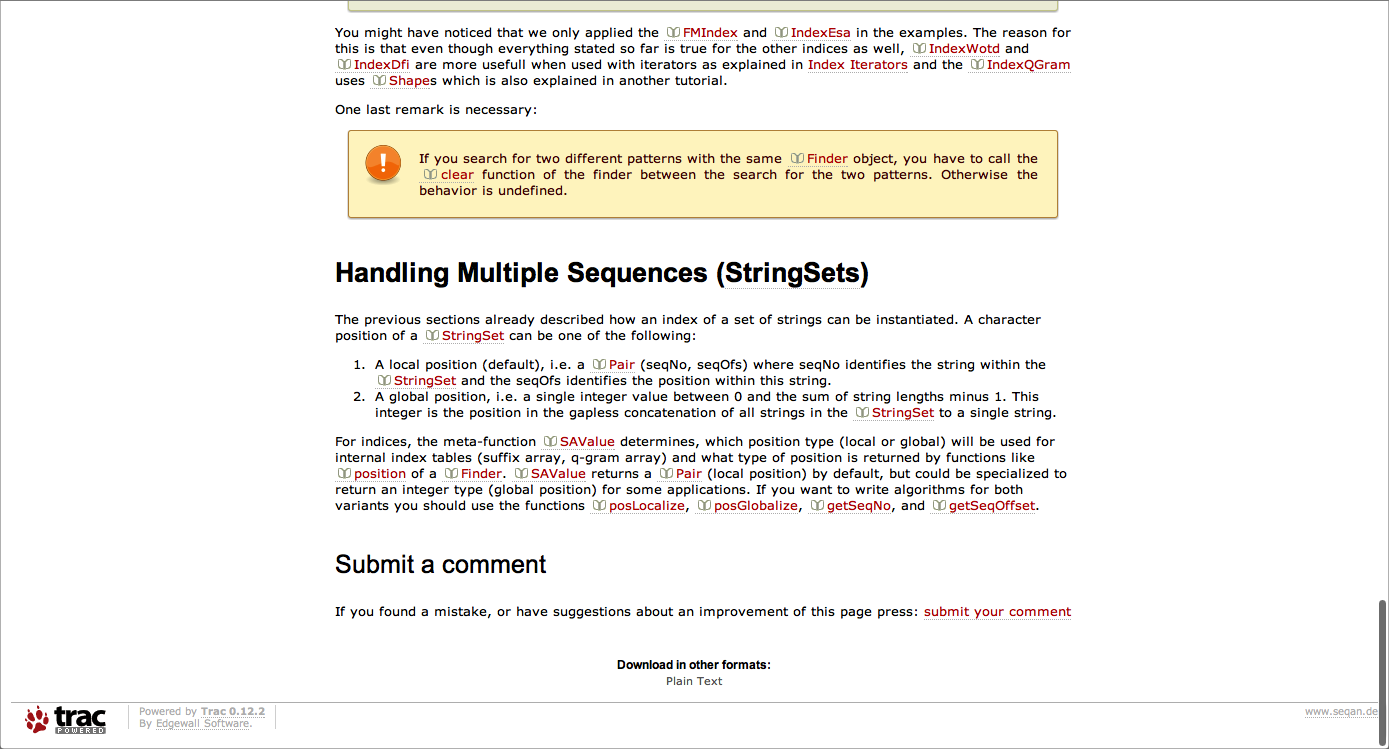 You might have noticed that we only applied the FMIndex and IndexEsa in the examples. The reason for
this is that even though everything stated so far is true for the other indices as well, IndexWotd and
IndexDfi are more usefull when used with iterators as explained in Index Iterators and the IndexQGram
uses Shapes which is also explained in another tutorial.
One last remark is necessary:
If you search for two different patterns with the same Finder object, you have to call the
clear function of the finder between the search for the two patterns. Otherwise the
behavior is undefined.
Handling Multiple Sequences (StringSets)
The previous sections already described how an index of a set of strings can be instantiated. A character
position of a StringSet can be one of the following:
1. A local position (default), i.e. a Pair (seqNo, seqOfs) where seqNo identifies the string within the
StringSet and the seqOfs identifies the position within this string.
2. A global position, i.e. a single integer value between 0 and the sum of string lengths minus 1. This
integer is the position in the gapless concatenation of all strings in the StringSet to a single string.
For indices, the meta-function SAValue determines, which position type (local or global) will be used for
internal index tables (suffix array, q-gram array) and what type of position is returned by functions like
position of a Finder. SAValue returns a Pair (local position) by default, but could be specialized to
return an integer type (global position) for some applications. If you want to write algorithms for both
variants you should use the functions posLocalize, posGlobalize, getSeqNo, and getSeqOffset.
Submit a comment
If you found a mistake, or have suggestions about an improvement of this page press: submit your comment
Download in other formats:
Plain Text
trac
POWERED
Powered by Trac 0.12.2
By Edgewall Software.
www.seqan.de